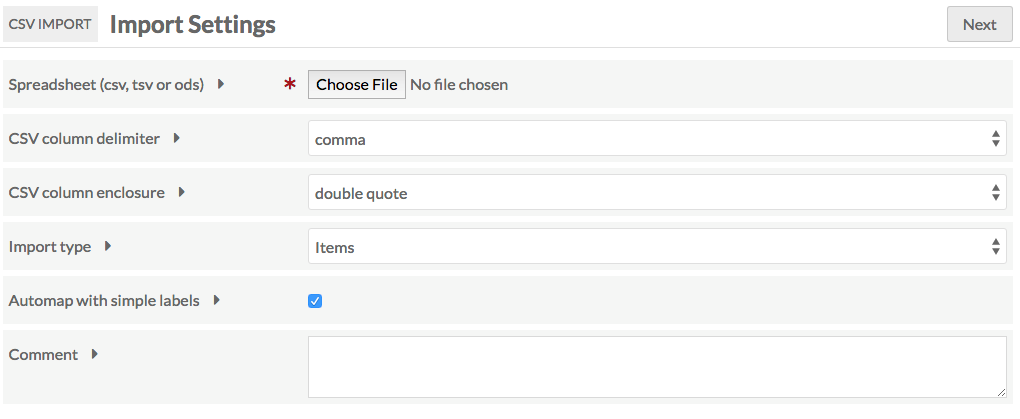 CSV IMPORT Import Settings Next
Spreadsheet (csv, tsv or ods) * Choose File No file chosen
CSV column delimiter comma
CSV column enclosure double quote
Import type Items
Automap with simple labels
Comment